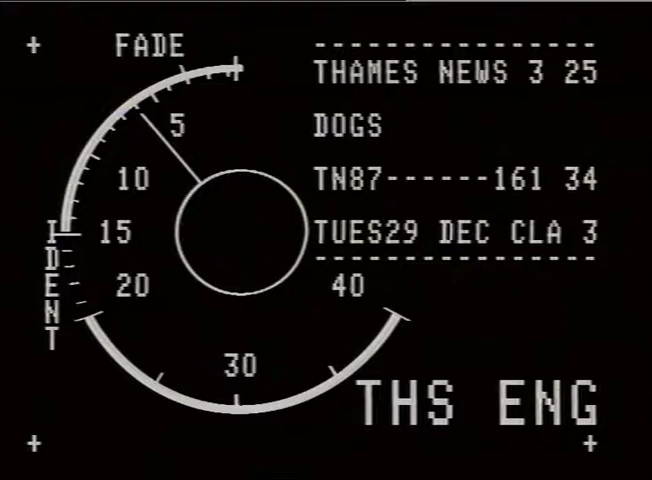 FADE
THAMES NEWS 3 25
DOGS
TN87------161 34
TUES29 DEC CLA 3
5
10
15
20
30
40
IDENT
THS ENG